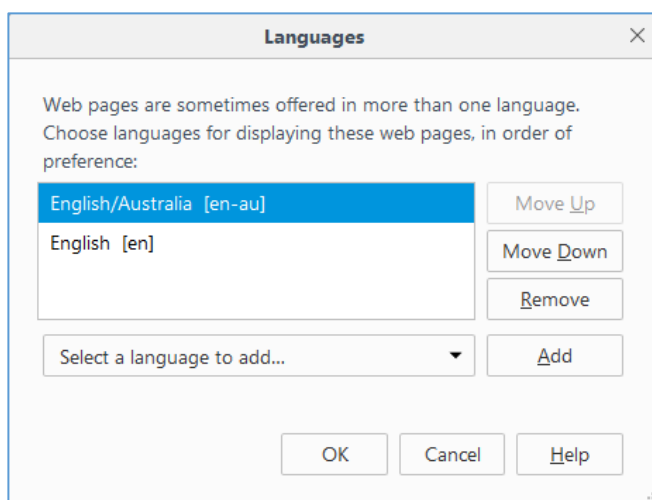 Languages
Web pages are sometimes offered in more than one language.
Choose languages for displaying these web pages, in order of
preference:
English/Australia [en-au]
Move Up
English [en]
Move Down
Remove
Select a language to add...
Add
OK
Cancel
Help